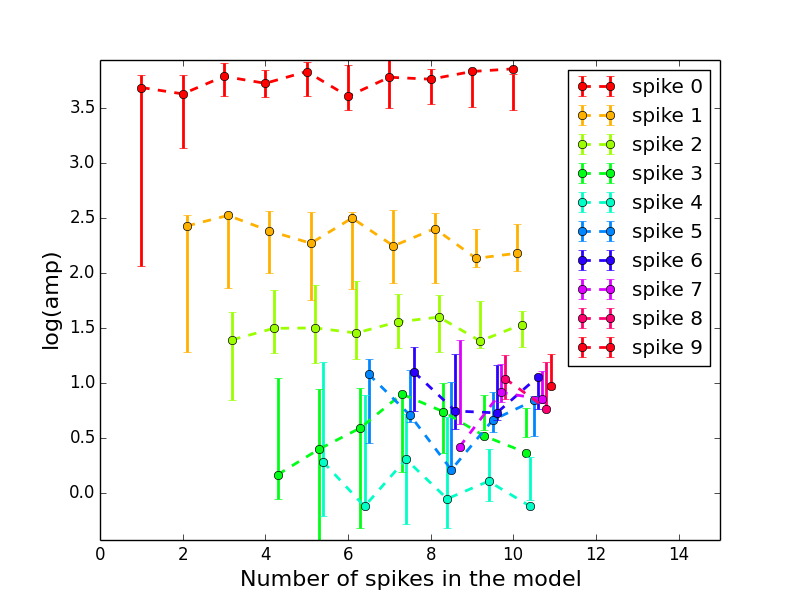 3.5
3.0
2.5
2.0
1.5
1.0
0.5
0.0
log(amp)
0 2 4 6 8 10 12 14
Number of spikes in the model
spike 0
spike 1
spike 2
spike 3
spike 4
spike 5
spike 6
spike 7
spike 8
spike 9